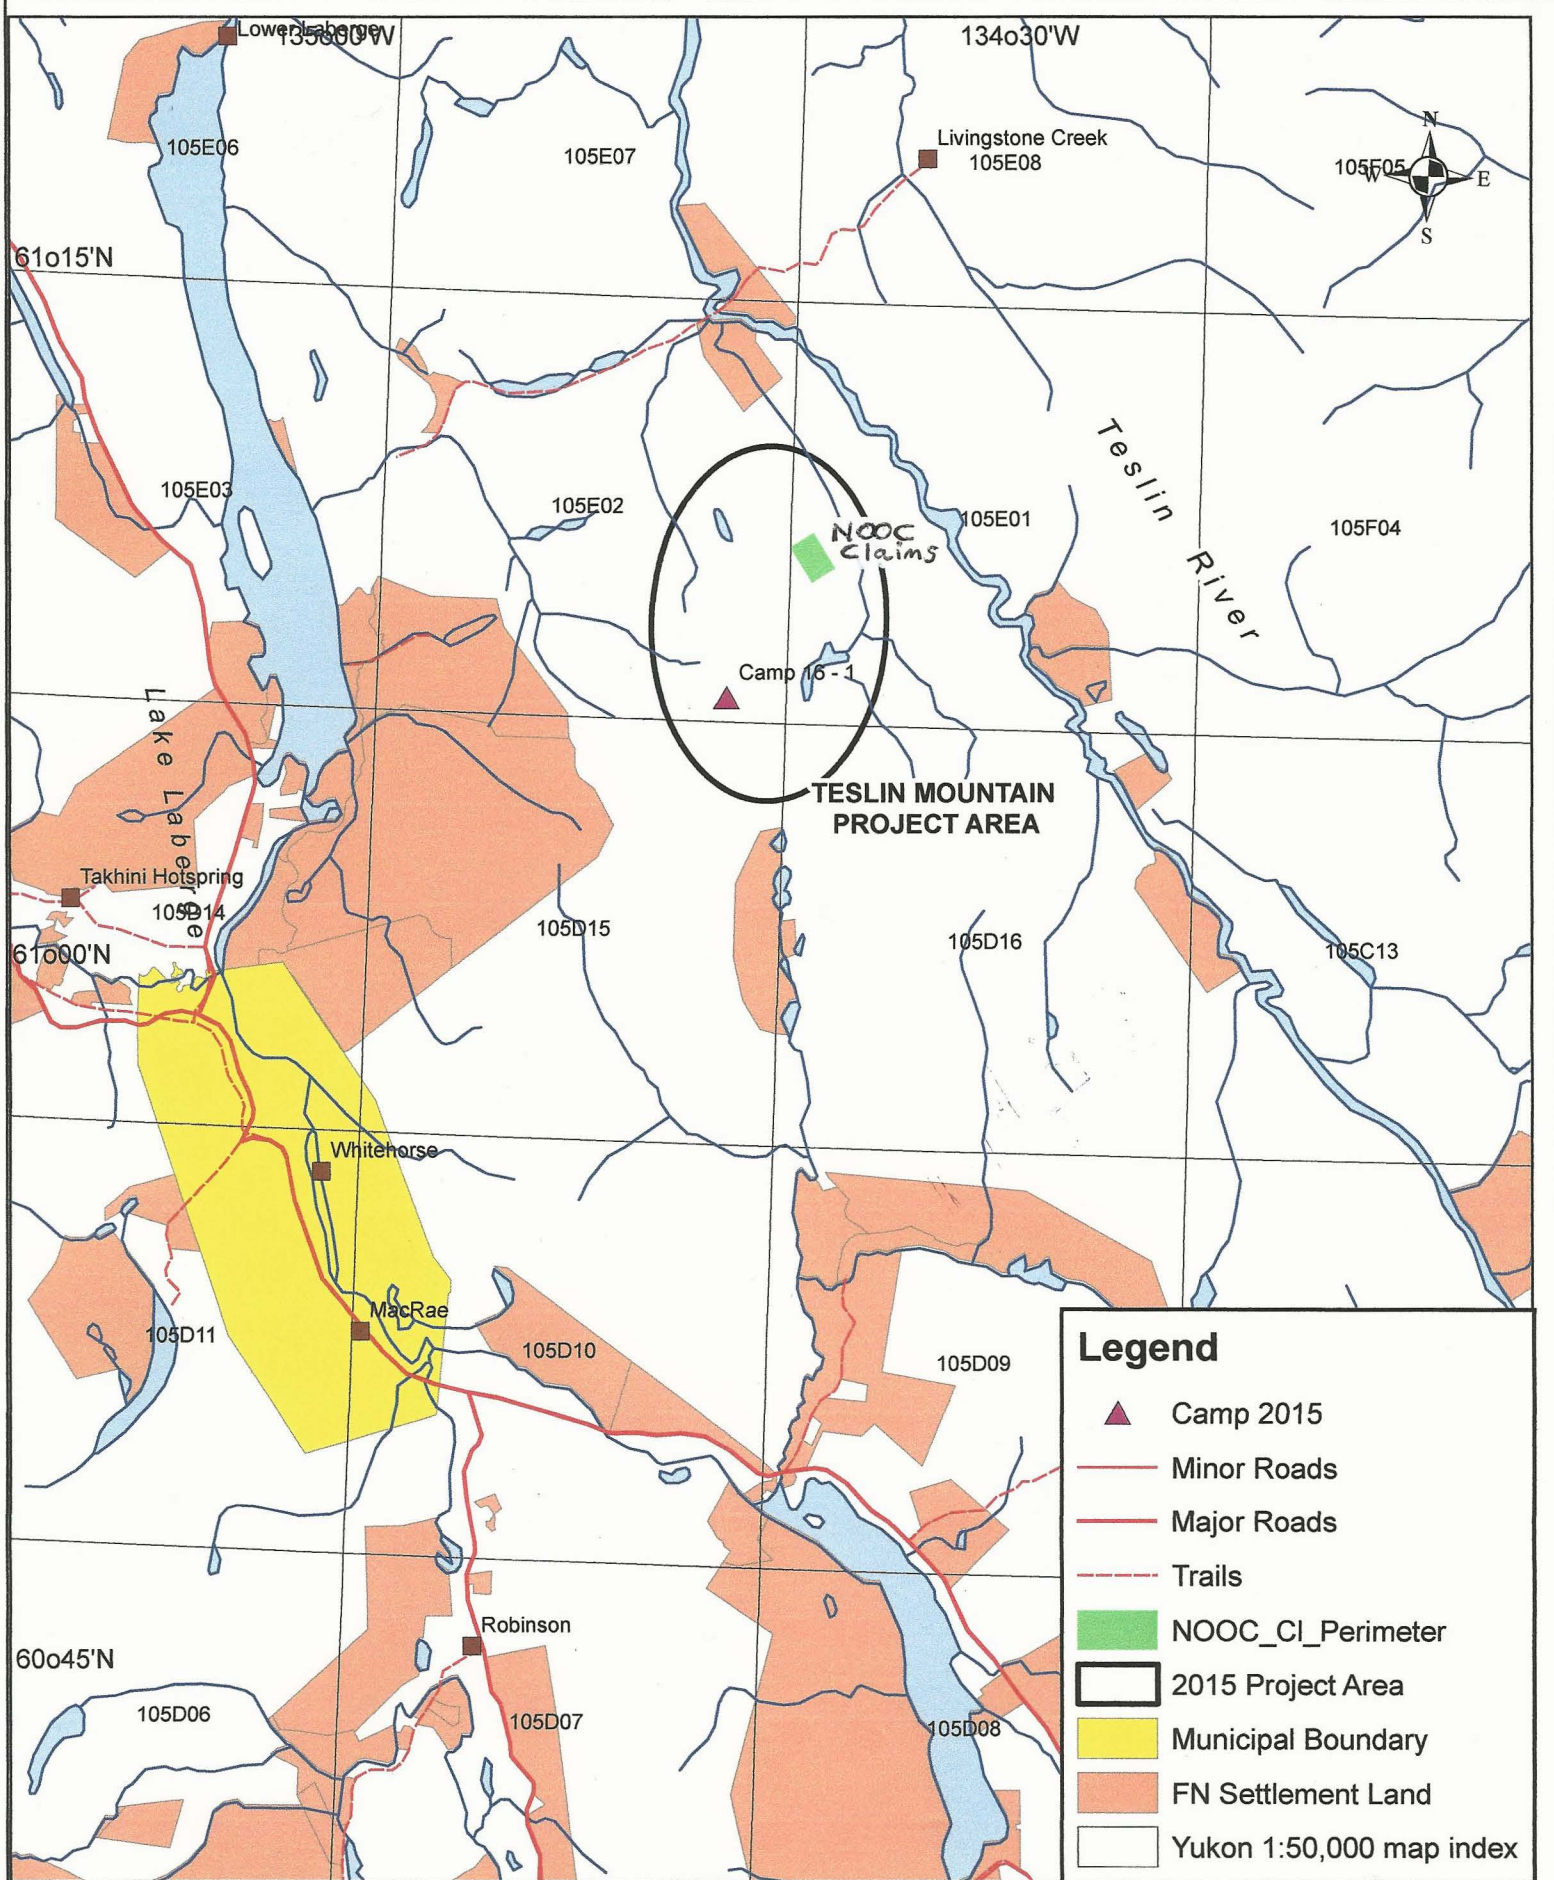 Lower Laberge
135o00'W
134o30'W
N
W
E
S
Livingstone Creek
105E06
105E07
105E08
105F05
61o15'N
Teslin River
105E03
105E02
105E01
105F04
NOOC
Claims
Camp 16 - 1
Lake Laberge
TESLIN MOUNTAIN
PROJECT AREA
Takhini Hotspring
105D14
105D15
105D16
105C13
61o00'N
Whitehorse
MacRae
105D11
105D10
105D09
Robinson
60o45'N
105D06
105D07
105D08
Legend
Camp 2015
Minor Roads
Major Roads
Trails
NOOC_Cl_Perimeter
2015 Project Area
Municipal Boundary
FN Settlement Land
Yukon 1:50,000 map index